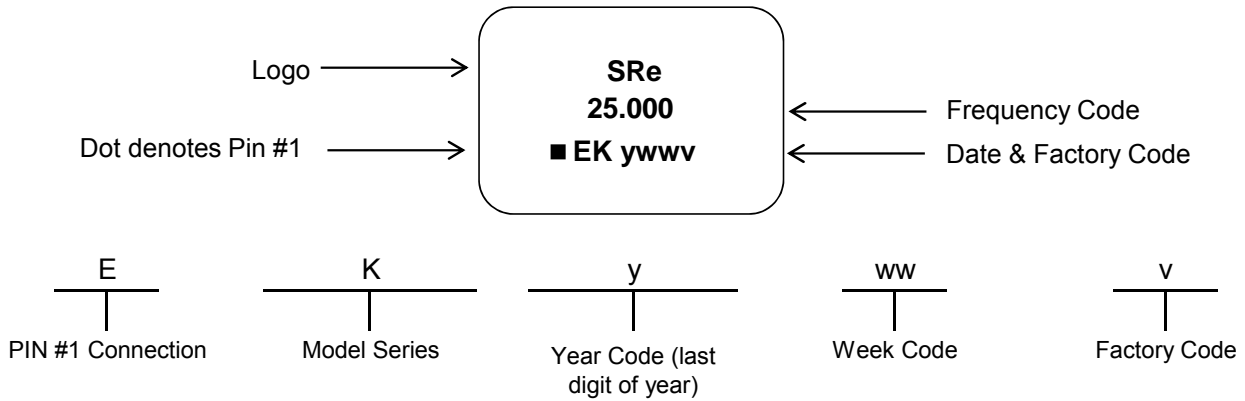 Logo
SRe
25.000
Frequency Code
Dot denotes Pin #1
■ EK ywwv
Date & Factory Code
E
K
y
ww
v
PIN #1 Connection
Model Series
Year Code (last
digit of year)
Week Code
Factory Code